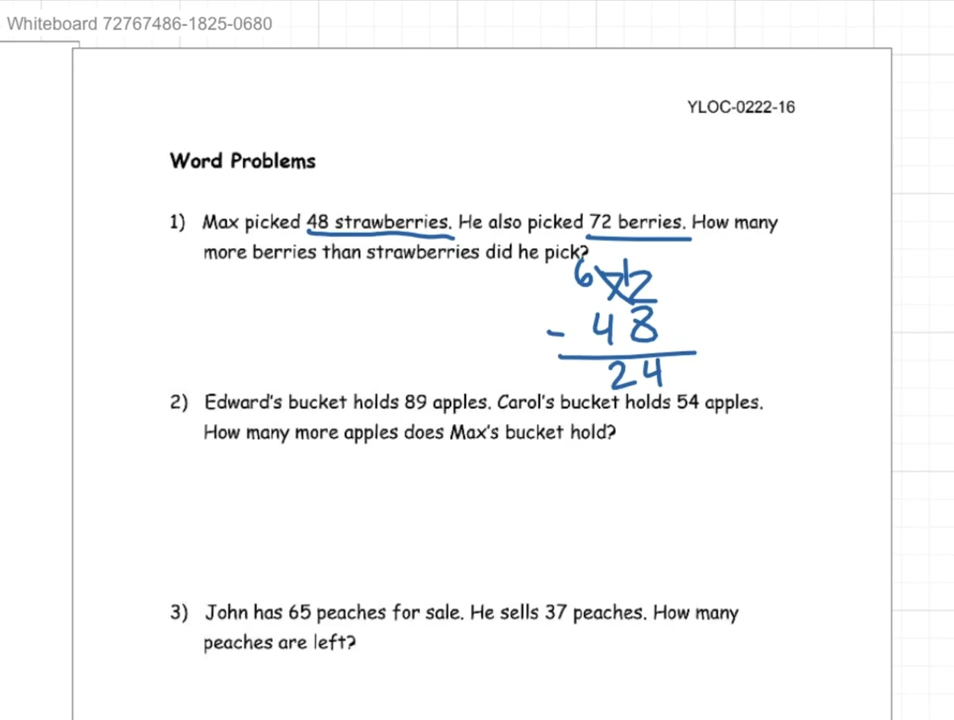 Whiteboard 72767486-1825-0680
YLOC-0222-16
Word Problems
1) Max picked 48 strawberries. He also picked 72 berries. How many
more berries than strawberries did he pick?
6 12
- 48
24
2) Edward's bucket holds 89 apples. Carol's bucket holds 54 apples.
How many more apples does Max's bucket hold?
3) John has 65 peaches for sale. He sells 37 peaches. How many
peaches are left?